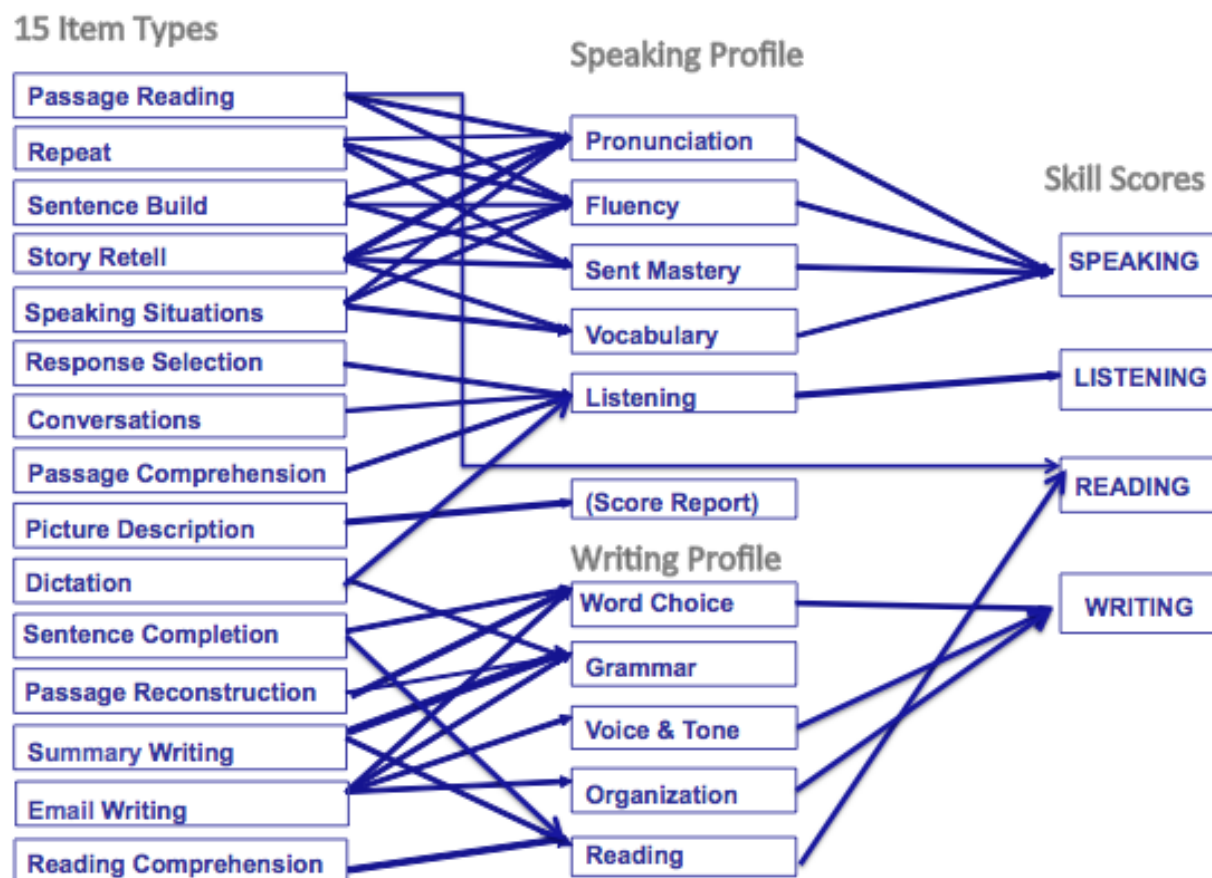 15 Item Types
Passage Reading
Repeat
Sentence Build
Story Retell
Speaking Situations
Response Selection
Conversations
Passage Comprehension
Picture Description
Dictation
Sentence Completion
Passage Reconstruction
Summary Writing
Email Writing
Reading Comprehension
Speaking Profile
Pronunciation
Fluency
Sent Mastery
Vocabulary
Listening
(Score Report)
Writing Profile
Word Choice
Grammar
Voice & Tone
Organization
Reading
Skill Scores
SPEAKING
LISTENING
READING
WRITING